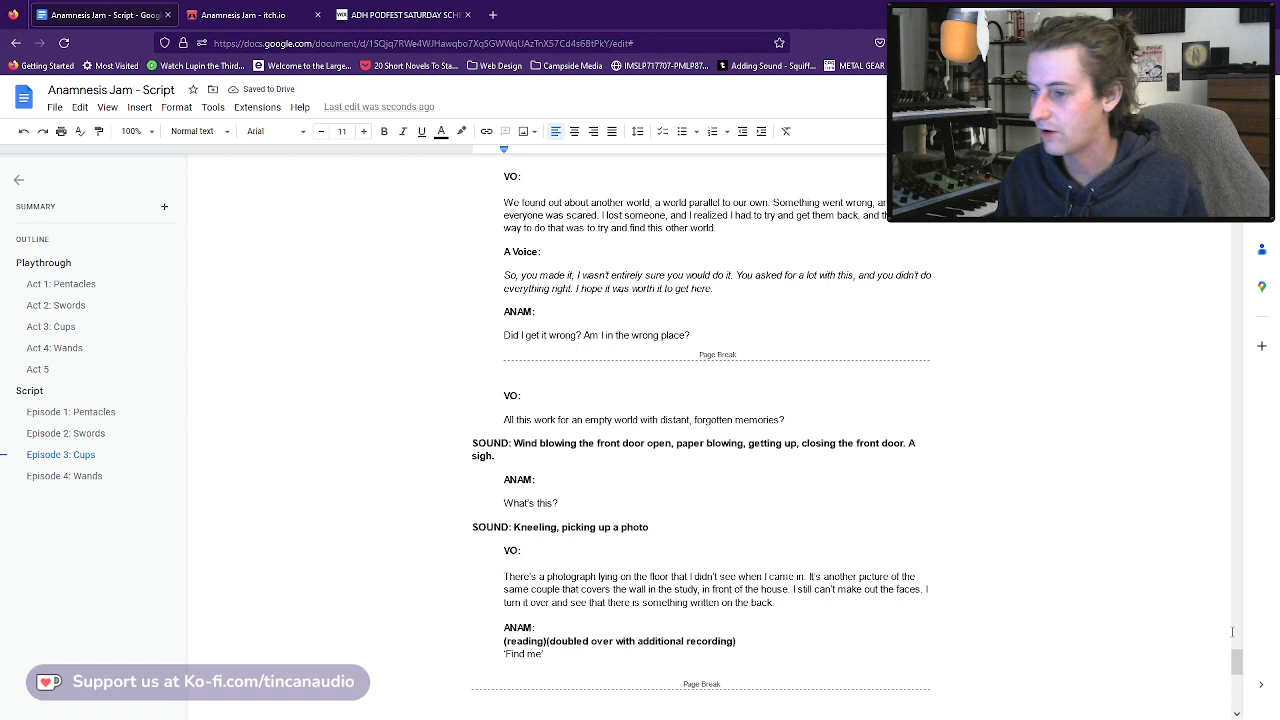 Anamnesis Jam - Script - Googl
Anamnesis Jam - itch.io
ADH PODFEST SATURDAY SCHE
https://docs.google.com/document/d/1SQjq7RWe4WJHawqbo7XqSGWWqUAzTnXS7Cd4s6BtPkY/edit#
Getting Started
Most Visited
Watch Lupin the Third...
Welcome to the Large...
20 Short Novels To S...
Web Design
Campside Media
IMSLP717707-PMLP87...
Adding Sound - Squiff...
METAL GEAR
Anamnesis Jam - Script
Saved to Drive
File Edit View Insert Format Tools Extensions Help
Last edit was seconds ago
100%
Normal text
Arial
11
SUMMARY
OUTLINE
Playthrough
Act 1: Pentacles
Act 2: Swords
Act 3: Cups
Act 4: Wands
Act 5
Script
Episode 1: Pentacles
Episode 2: Swords
Episode 3: Cups
Episode 4: Wands
VO:
We found out about another world, a world parallel to our own. Something went wrong,
everyone was scared. I lost someone, and I realized I had to try and get them back, and
way to do that was to try and find this other world.
A Voice:
So, you made it, I wasn't entirely sure you would do it. You asked for a lot with this, and you didn't do
everything right. I hope it was worth it to get here.
ANAM:
Did I get it wrong? Am I in the wrong place?
Page Break
VO:
All this work for an empty world with distant, forgotten memories?
SOUND: Wind blowing the front door open, paper blowing, getting up, closing the front door. A
sigh.
ANAM:
What's this?
SOUND: Kneeling, picking up a photo
VO:
There's a photograph lying on the floor that I didn't see when I came in. It's another picture of the
same couple that covers the wall in the study, in front of the house. I still can't make out the faces. I
turn it over and see that there is something written on the back.
ANAM:
(reading)(doubled over with additional recording)
'Find me'
Page Break
Support us at Ko-fi.com/tincanaudio